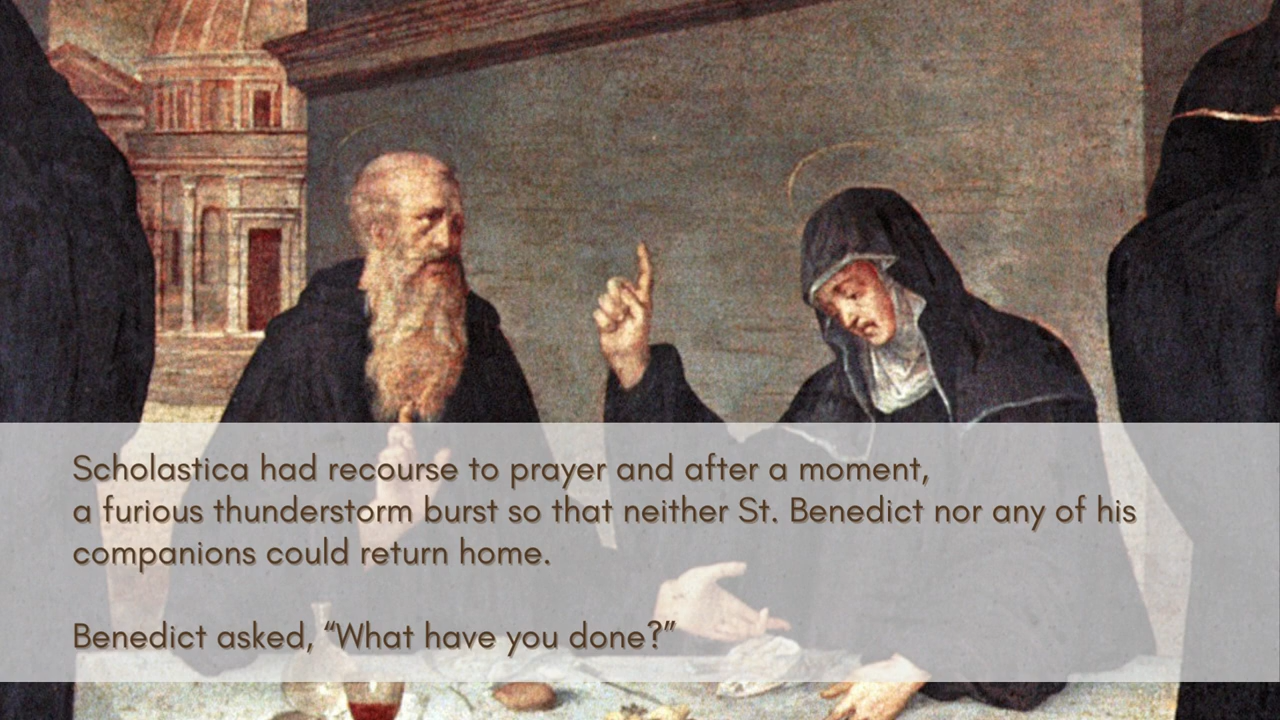 Scholastica had recourse to prayer and after a moment,
a furious thunderstorm burst so that neither St. Benedict nor any of his
companions could return home.
Benedict asked, “What have you done?”